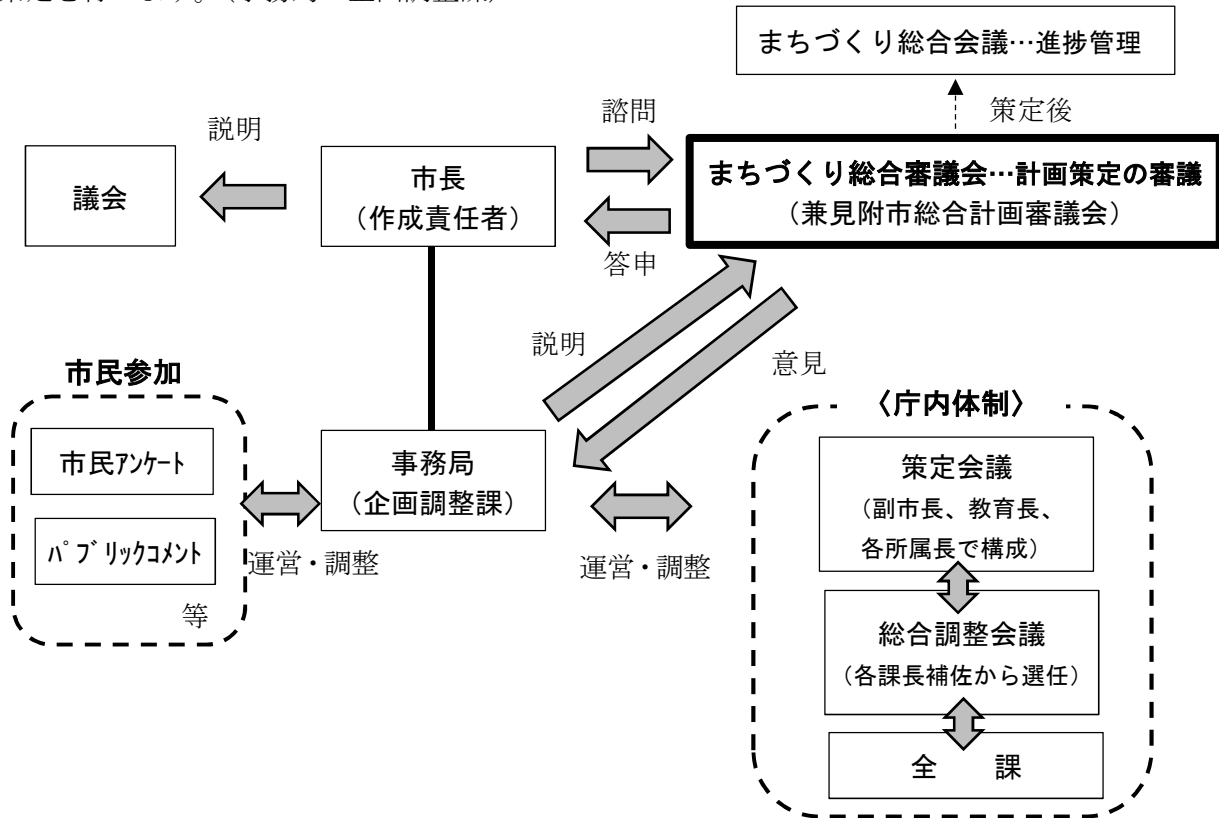 まちづくり総合会議…進捗管理
策定後
説明
諮問
議会
市長
（作成責任者）
まちづくり総合審議会…計画策定の審議
（兼見附市総合計画審議会）
答申
説明
意見
市民参加
市民アンケート
パブリックコメント
等
運営・調整
事務局
（企画調整課）
運営・調整
〈庁内体制〉
策定会議
（副市長、教育長、
各所属長で構成）
総合調整会議
（各課長補佐から選任）
全　課